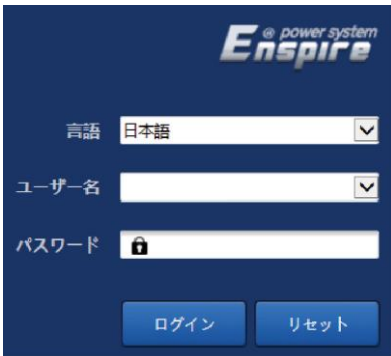 @ power system
Enspire
言語 日本語
ユーザー名
パスワード
ログイン リセット